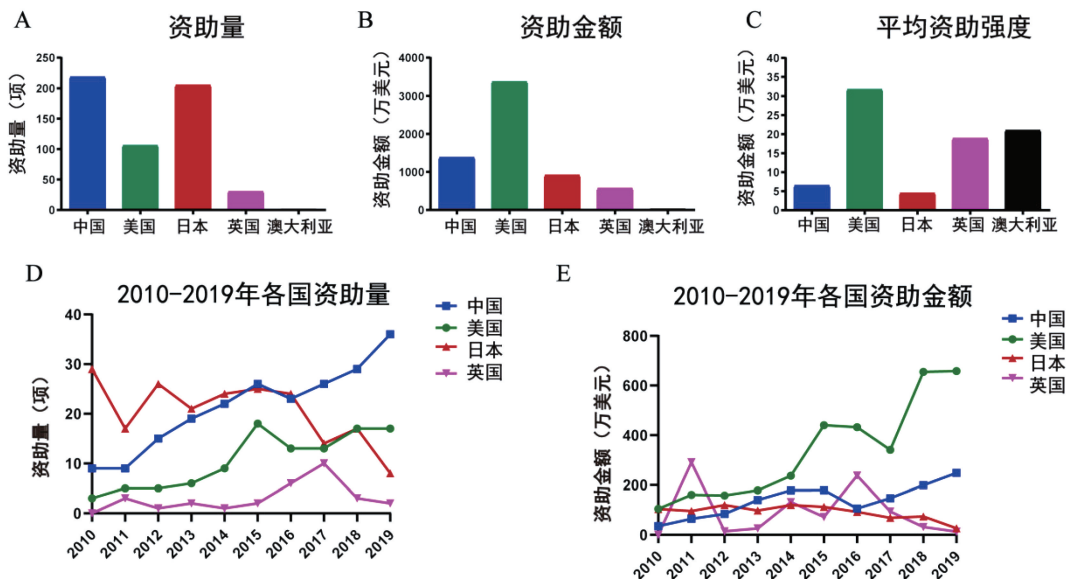 A
资助量
资助量（项）
250
200
150
100
50
0
中国
美国
日本
英国
澳大利亚
B
资助金额
资助金额（万美元）
4000
3000
2000
1000
0
中国
美国
日本
英国
澳大利亚
C
平均资助强度
资助金额（万美元）
35
30
35
30
25
20
15
10
5
0
中国
美国
日本
英国
澳大利亚
D
2010-2019年各国资助量
资助量（项）
40
30
20
10
0
2010
2011
2012
2013
2014
2015
2016
2017
2018
2019
中国
美国
日本
英国
E
2010-2019年各国资助金额
资助金额（万美元）
800
600
400
200
0
2010
2011
2012
2013
2014
2015
2016
2017
2018
2019
中国
美国
日本
英国